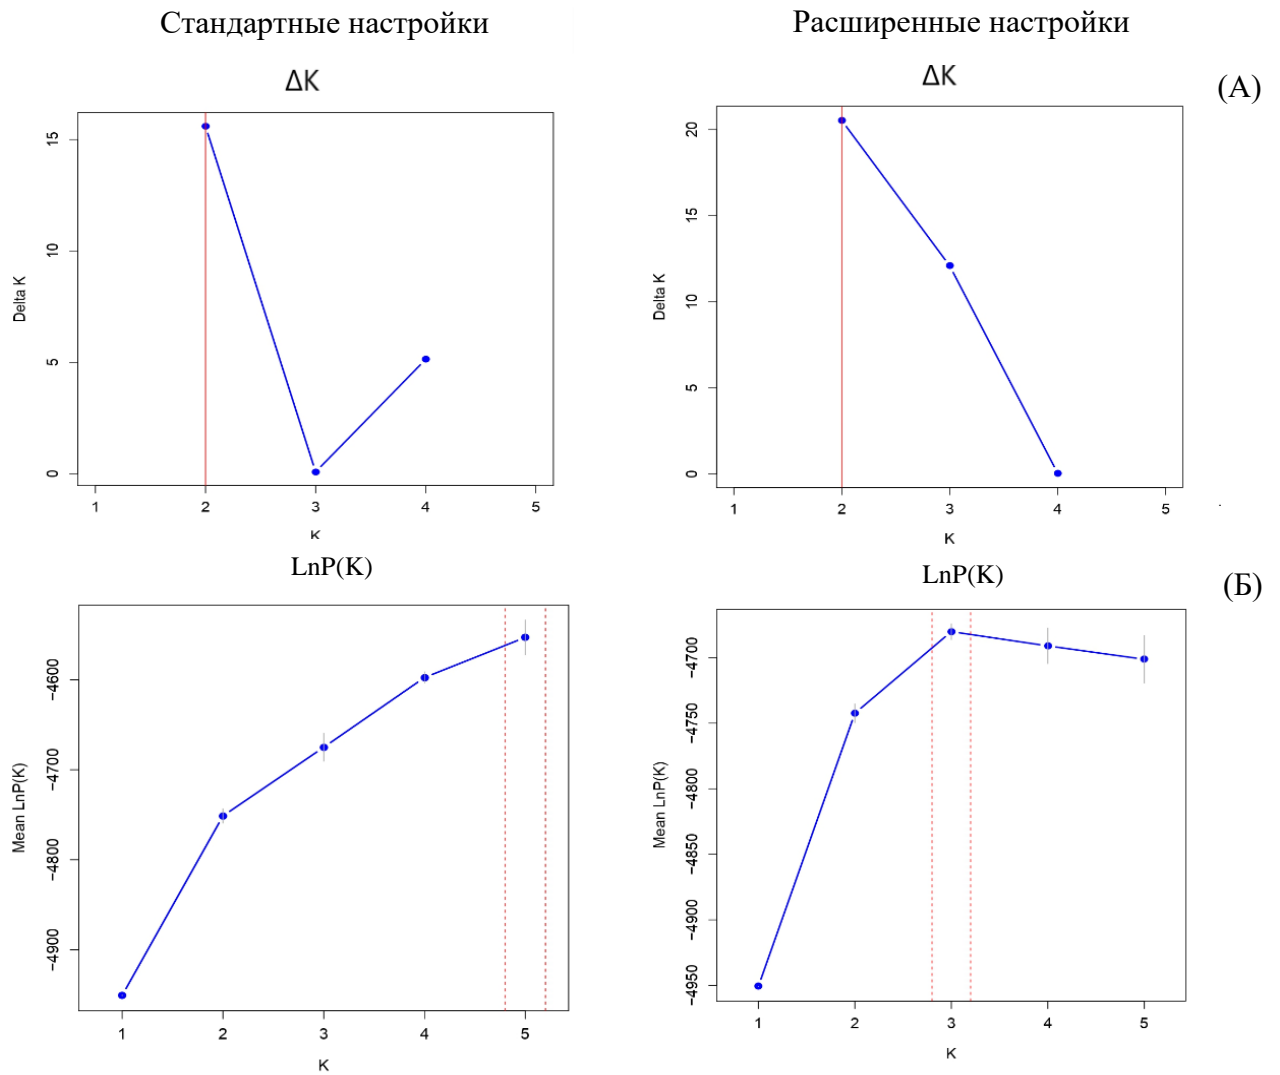 Стандартные настройки
Расширенные настройки
ΔK
ΔK
(А)
15
10
5
0
Delta K
1 2 3 4 5
K
20
15
10
5
0
Delta K
1 2 3 4 5
K
LnP(K)
LnP(K)
(Б)
−4600
−4700
−4800
−4900
Mean LnP(K)
1 2 3 4 5
K
−4700
−4750
−4800
−4850
−4900
−4950
Mean LnP(K)
1 2 3 4 5
K